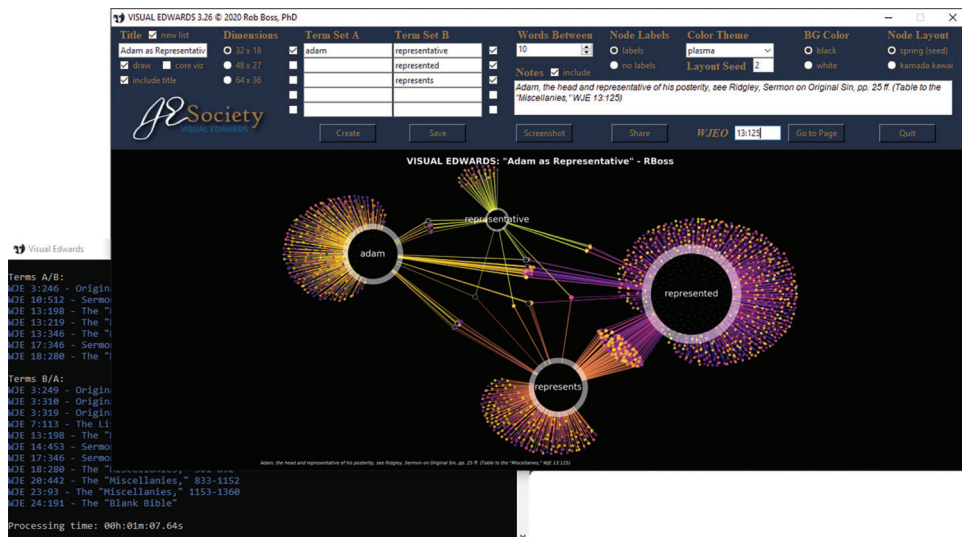 VISUAL EDWARDS 3.26 © 2020 Rob Boss, PhD
Title new list Dimensions Term Set A Term Set B Words Between Node Labels Color Theme BG Color Node Layout
Adam as Representativ 32 x 18 adam representative 10 labels plasma black spring (seed)
draw core viz 48 x 27 represented no labels Layout Seed 2 white kamada kawai
include title 64 x 36 represents Notes include
Adam, the head and representative of his posterity, see Ridgley, Sermon on Original Sin, pp. 25 ff. (Table to the
"Miscellanies," WJE 13:125)
JE Society
VISUAL EDWARDS
Create Save Screenshot Share WJEO 13:125 Go to Page Quit
VISUAL EDWARDS: "Adam as Representative" - RBoss
representative
adam
represented
represents
Adam, the head and representative of his posterity, see Ridgley, Sermon on Original Sin, pp. 25 ff. (Table to the "Miscellanies," WJE 13:125)
Visual Edwards
Terms A/B:
WJE 3:246 - Origin
WJE 10:512 - Sermo
WJE 13:198 - The "
WJE 13:219 - The "
WJE 13:346 - The "
WJE 17:346 - Sermo
WJE 18:280 - The "
Terms B/A:
WJE 3:249 - Origin
WJE 3:310 - Origin
WJE 3:319 - Origin
WJE 7:113 - The Li
WJE 13:198 - The "
WJE 14:453 - Sermo
WJE 17:346 - Sermo
WJE 18:280 - The "Miscellanies,"
WJE 20:442 - The "Miscellanies," 833-1152
WJE 23:93 - The "Miscellanies," 1153-1360
WJE 24:191 - The "Blank Bible"
Processing time: 00h:01m:07.64s